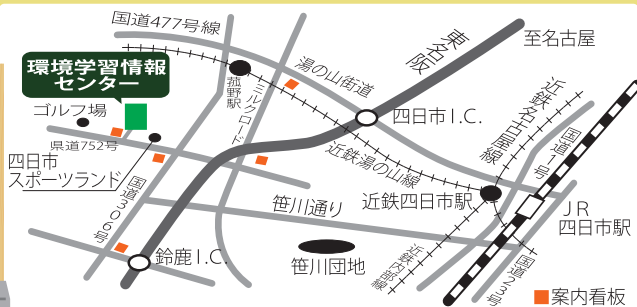 国道477号線
東名阪
至名古屋
環境学習情報
センター
湯の山街道
菰野駅
ミルクロード
近鉄名古屋線
ゴルフ場
四日市I.C.
国道1号
県道752号
近鉄湯の山線
四日市
スポーツランド
国道306号
笹川通り
近鉄四日市駅
JR
四日市駅
鈴鹿I.C.
笹川団地
近鉄内部線
国道23号
案内看板